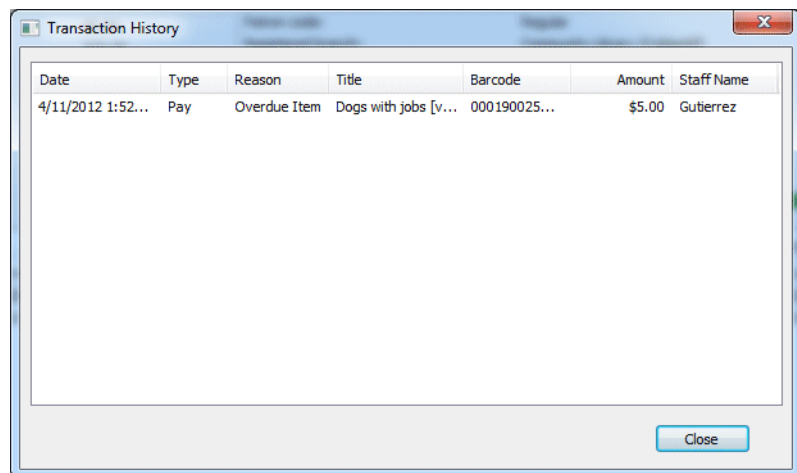 Transaction History
Date Type Reason Title Barcode Amount Staff Name
4/11/2012 1:52... Pay Overdue Item Dogs with jobs [v... 000190025... $5.00 Gutierrez
Close